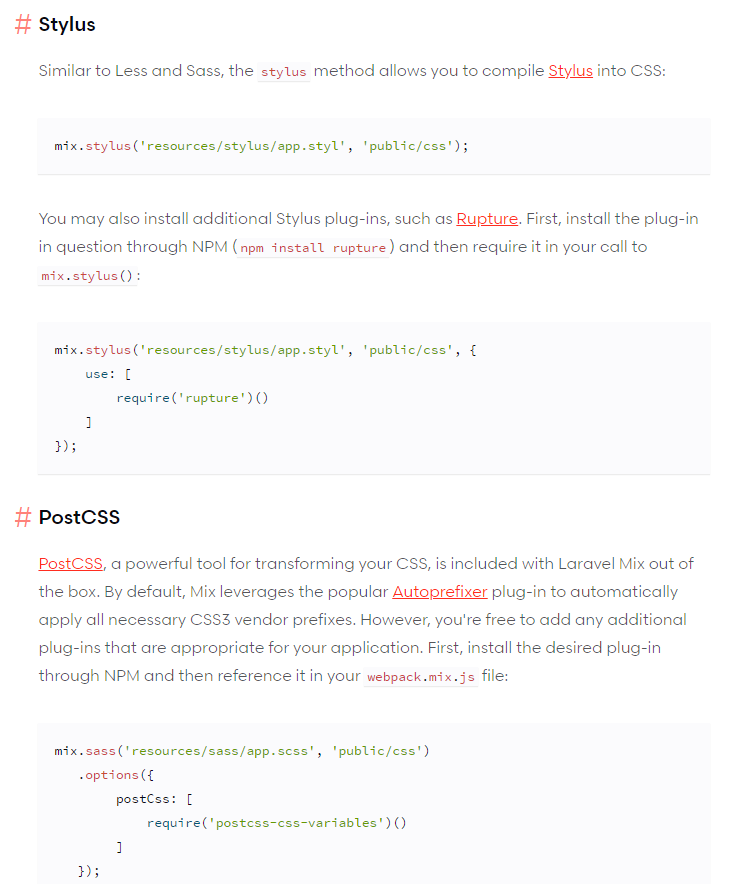 # Stylus
Similar to Less and Sass, the stylus method allows you to compile Stylus into CSS:
mix.stylus('resources/stylus/app.styl', 'public/css');
You may also install additional Stylus plug-ins, such as Rupture. First, install the plug-in
in question through NPM (npm install rupture) and then require it in your call to
mix.stylus():
mix.stylus('resources/stylus/app.styl', 'public/css', {
    use: [
        require('rupture')()
    ]
});
# PostCSS
PostCSS, a powerful tool for transforming your CSS, is included with Laravel Mix out of
the box. By default, Mix leverages the popular Autoprefixer plug-in to automatically
apply all necessary CSS3 vendor prefixes. However, you're free to add any additional
plug-ins that are appropriate for your application. First, install the desired plug-in
through NPM and then reference it in your webpack.mix.js file:
mix.sass('resources/sass/app.scss', 'public/css')
   .options({
        postCss: [
            require('postcss-css-variables')()
        ]
   });